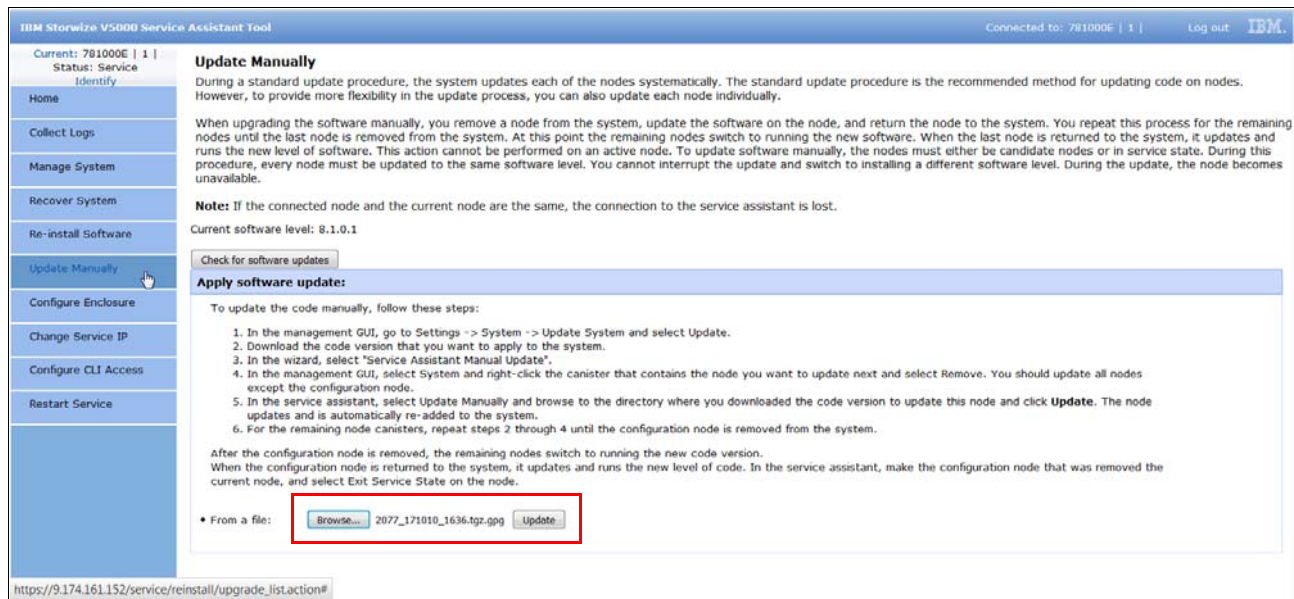 IBM Storwize V5000 Service Assistant Tool
Connected to: 781000E | 1 |
Log out
IBM.
Current: 781000E | 1 |
Status: Service
Identify
Home
Collect Logs
Manage System
Recover System
Re-install Software
Update Manually
Configure Enclosure
Change Service IP
Configure CLI Access
Restart Service
Update Manually
During a standard update procedure, the system updates each of the nodes systematically. The standard update procedure is the recommended method for updating code on nodes.
However, to provide more flexibility in the update process, you can also update each node individually.
When upgrading the software manually, you remove a node from the system, update the software on the node, and return the node to the system. You repeat this process for the remaining
nodes until the last node is removed from the system. At this point the remaining nodes switch to running the new software. When the last node is returned to the system, it updates and
runs the new level of software. This action cannot be performed on an active node. To update software manually, the nodes must either be candidate nodes or in service state. During this
procedure, every node must be updated to the same software level. You cannot interrupt the update and switch to installing a different software level. During the update, the node becomes
unavailable.
Note: If the connected node and the current node are the same, the connection to the service assistant is lost.
Current software level: 8.1.0.1
Check for software updates
Apply software update:
To update the code manually, follow these steps:
1. In the management GUI, go to Settings -> System -> Update System and select Update.
2. Download the code version that you want to apply to the system.
3. In the wizard, select "Service Assistant Manual Update".
4. In the management GUI, select System and right-click the canister that contains the node you want to update next and select Remove. You should update all nodes
except the configuration node.
5. In the service assistant, select Update Manually and browse to the directory where you downloaded the code version to update this node and click Update. The node
updates and is automatically re-added to the system.
6. For the remaining node canisters, repeat steps 2 through 4 until the configuration node is removed from the system.
After the configuration node is removed, the remaining nodes switch to running the new code version.
When the configuration node is returned to the system, it updates and runs the new level of code. In the service assistant, make the configuration node that was removed the
current node, and select Exit Service State on the node.
• From a file: Browse... 2077_171010_1636.tgz.gpg Update
https://9.174.161.152/service/reinstall/upgrade_list.action#